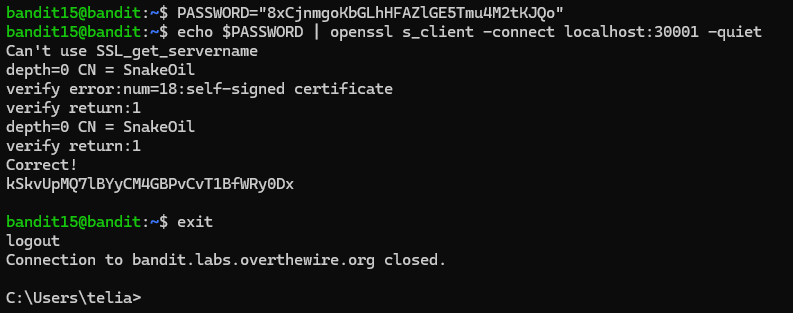 bandit15@bandit:~$ PASSWORD="8xCjnmgoKbGLhHFAZlGE5Tmu4M2tKJQo"
bandit15@bandit:~$ echo $PASSWORD | openssl s_client -connect localhost:30001 -quiet
Can't use SSL_get_servername
depth=0 CN = SnakeOil
verify error:num=18:self-signed certificate
verify return:1
depth=0 CN = SnakeOil
verify return:1
Correct!
kSkvUpMQ7lBYyCM4GBPvCvT1BfWRy0Dx
bandit15@bandit:~$ exit
logout
Connection to bandit.labs.overthewire.org closed.
C:\Users\telia>